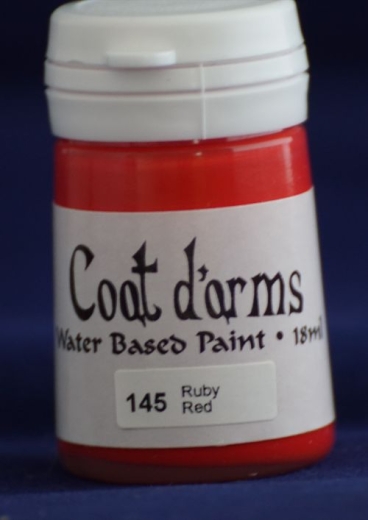 Coat d'arms
Water Based Paint • 18ml
145 Ruby
Red